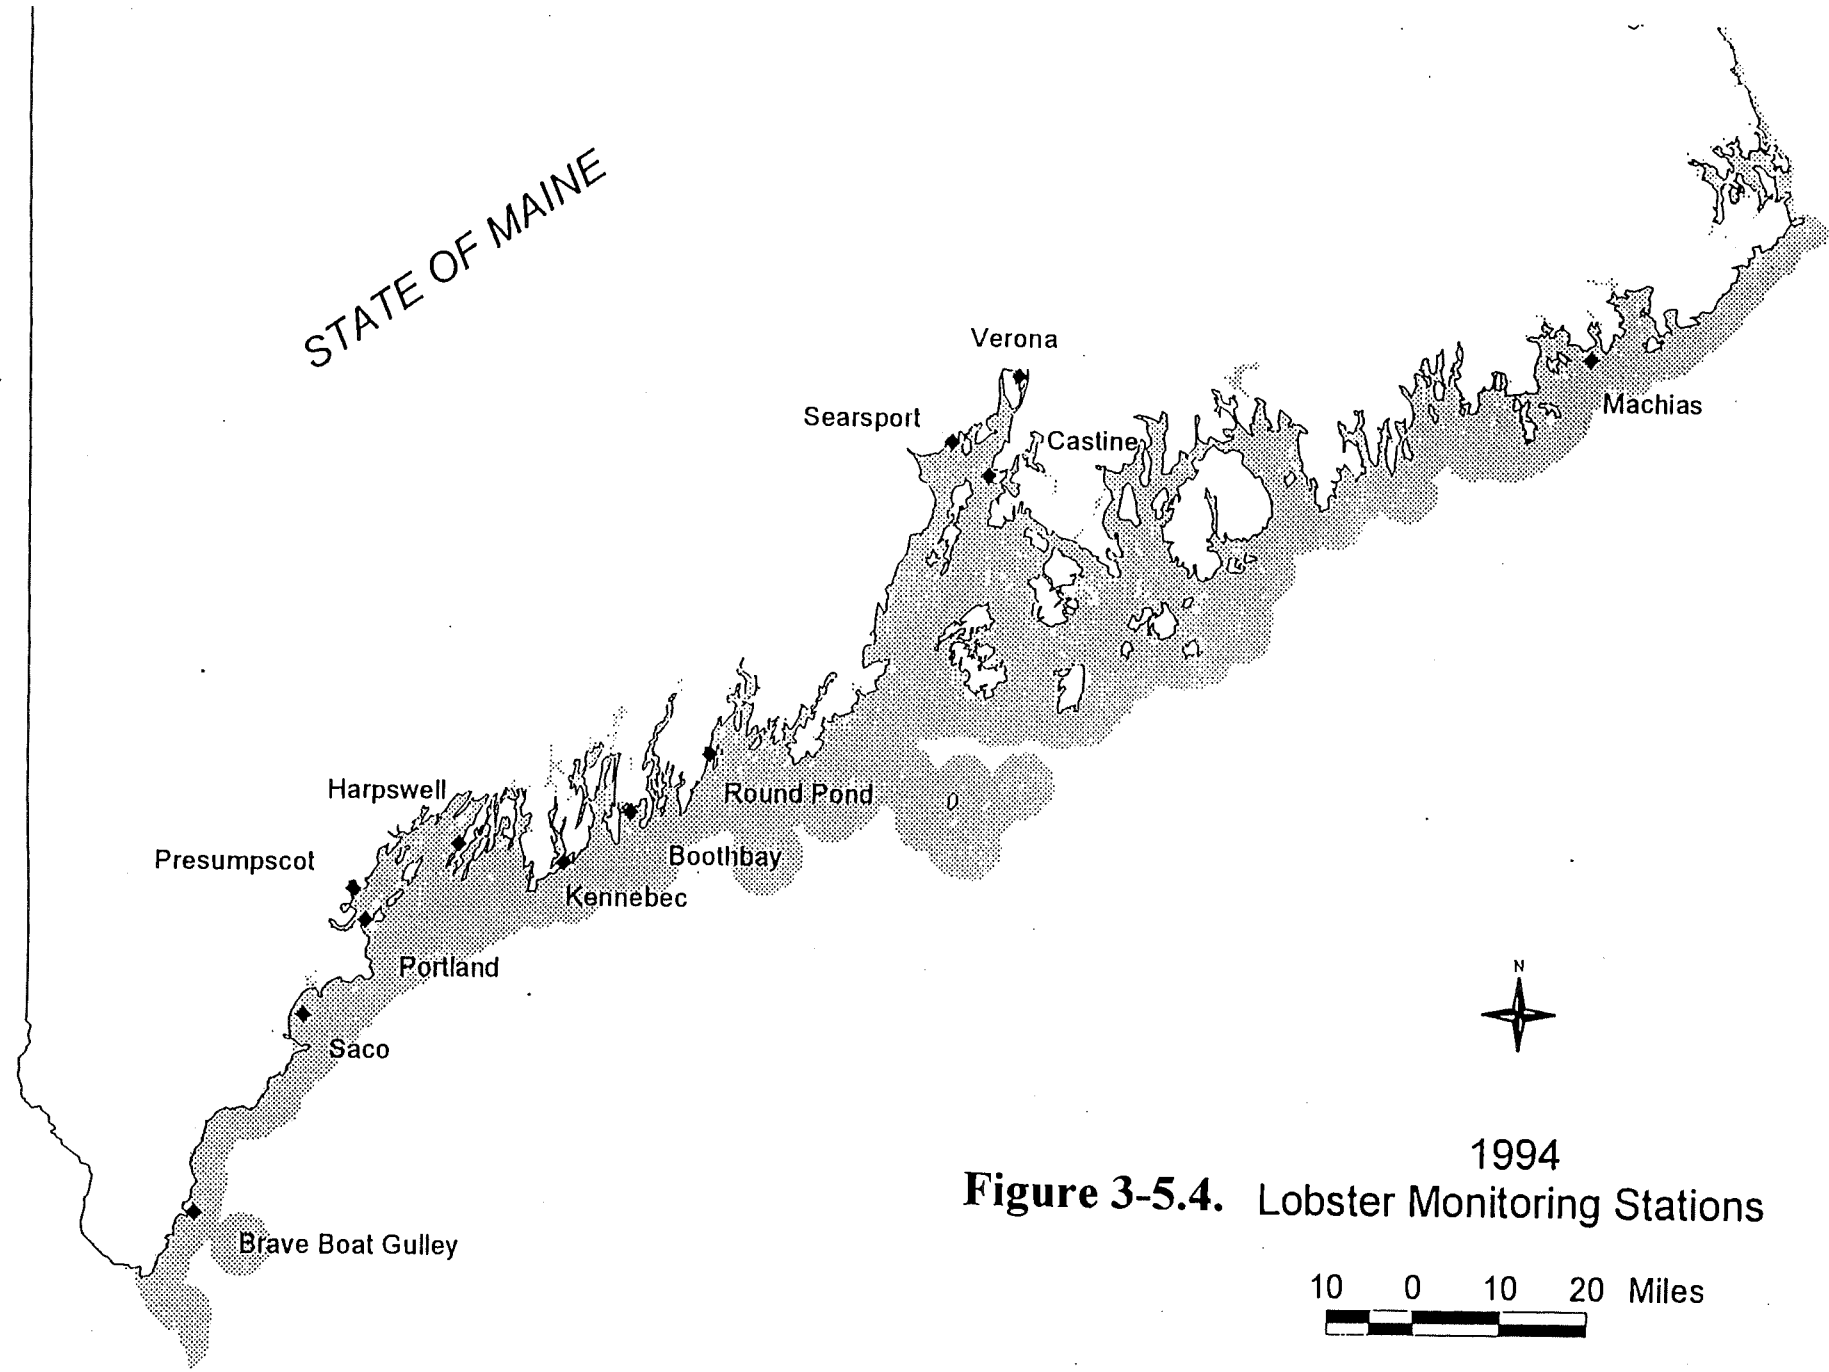 STATE OF MAINE
Verona
Searsport
Castine
Machias
Harpswell
Round Pond
Presumpscot
Boothbay
Kennebec
Portland
Saco
N
1994
Figure 3-5.4. Lobster Monitoring Stations
Brave Boat Gulley
10 0 10 20 Miles